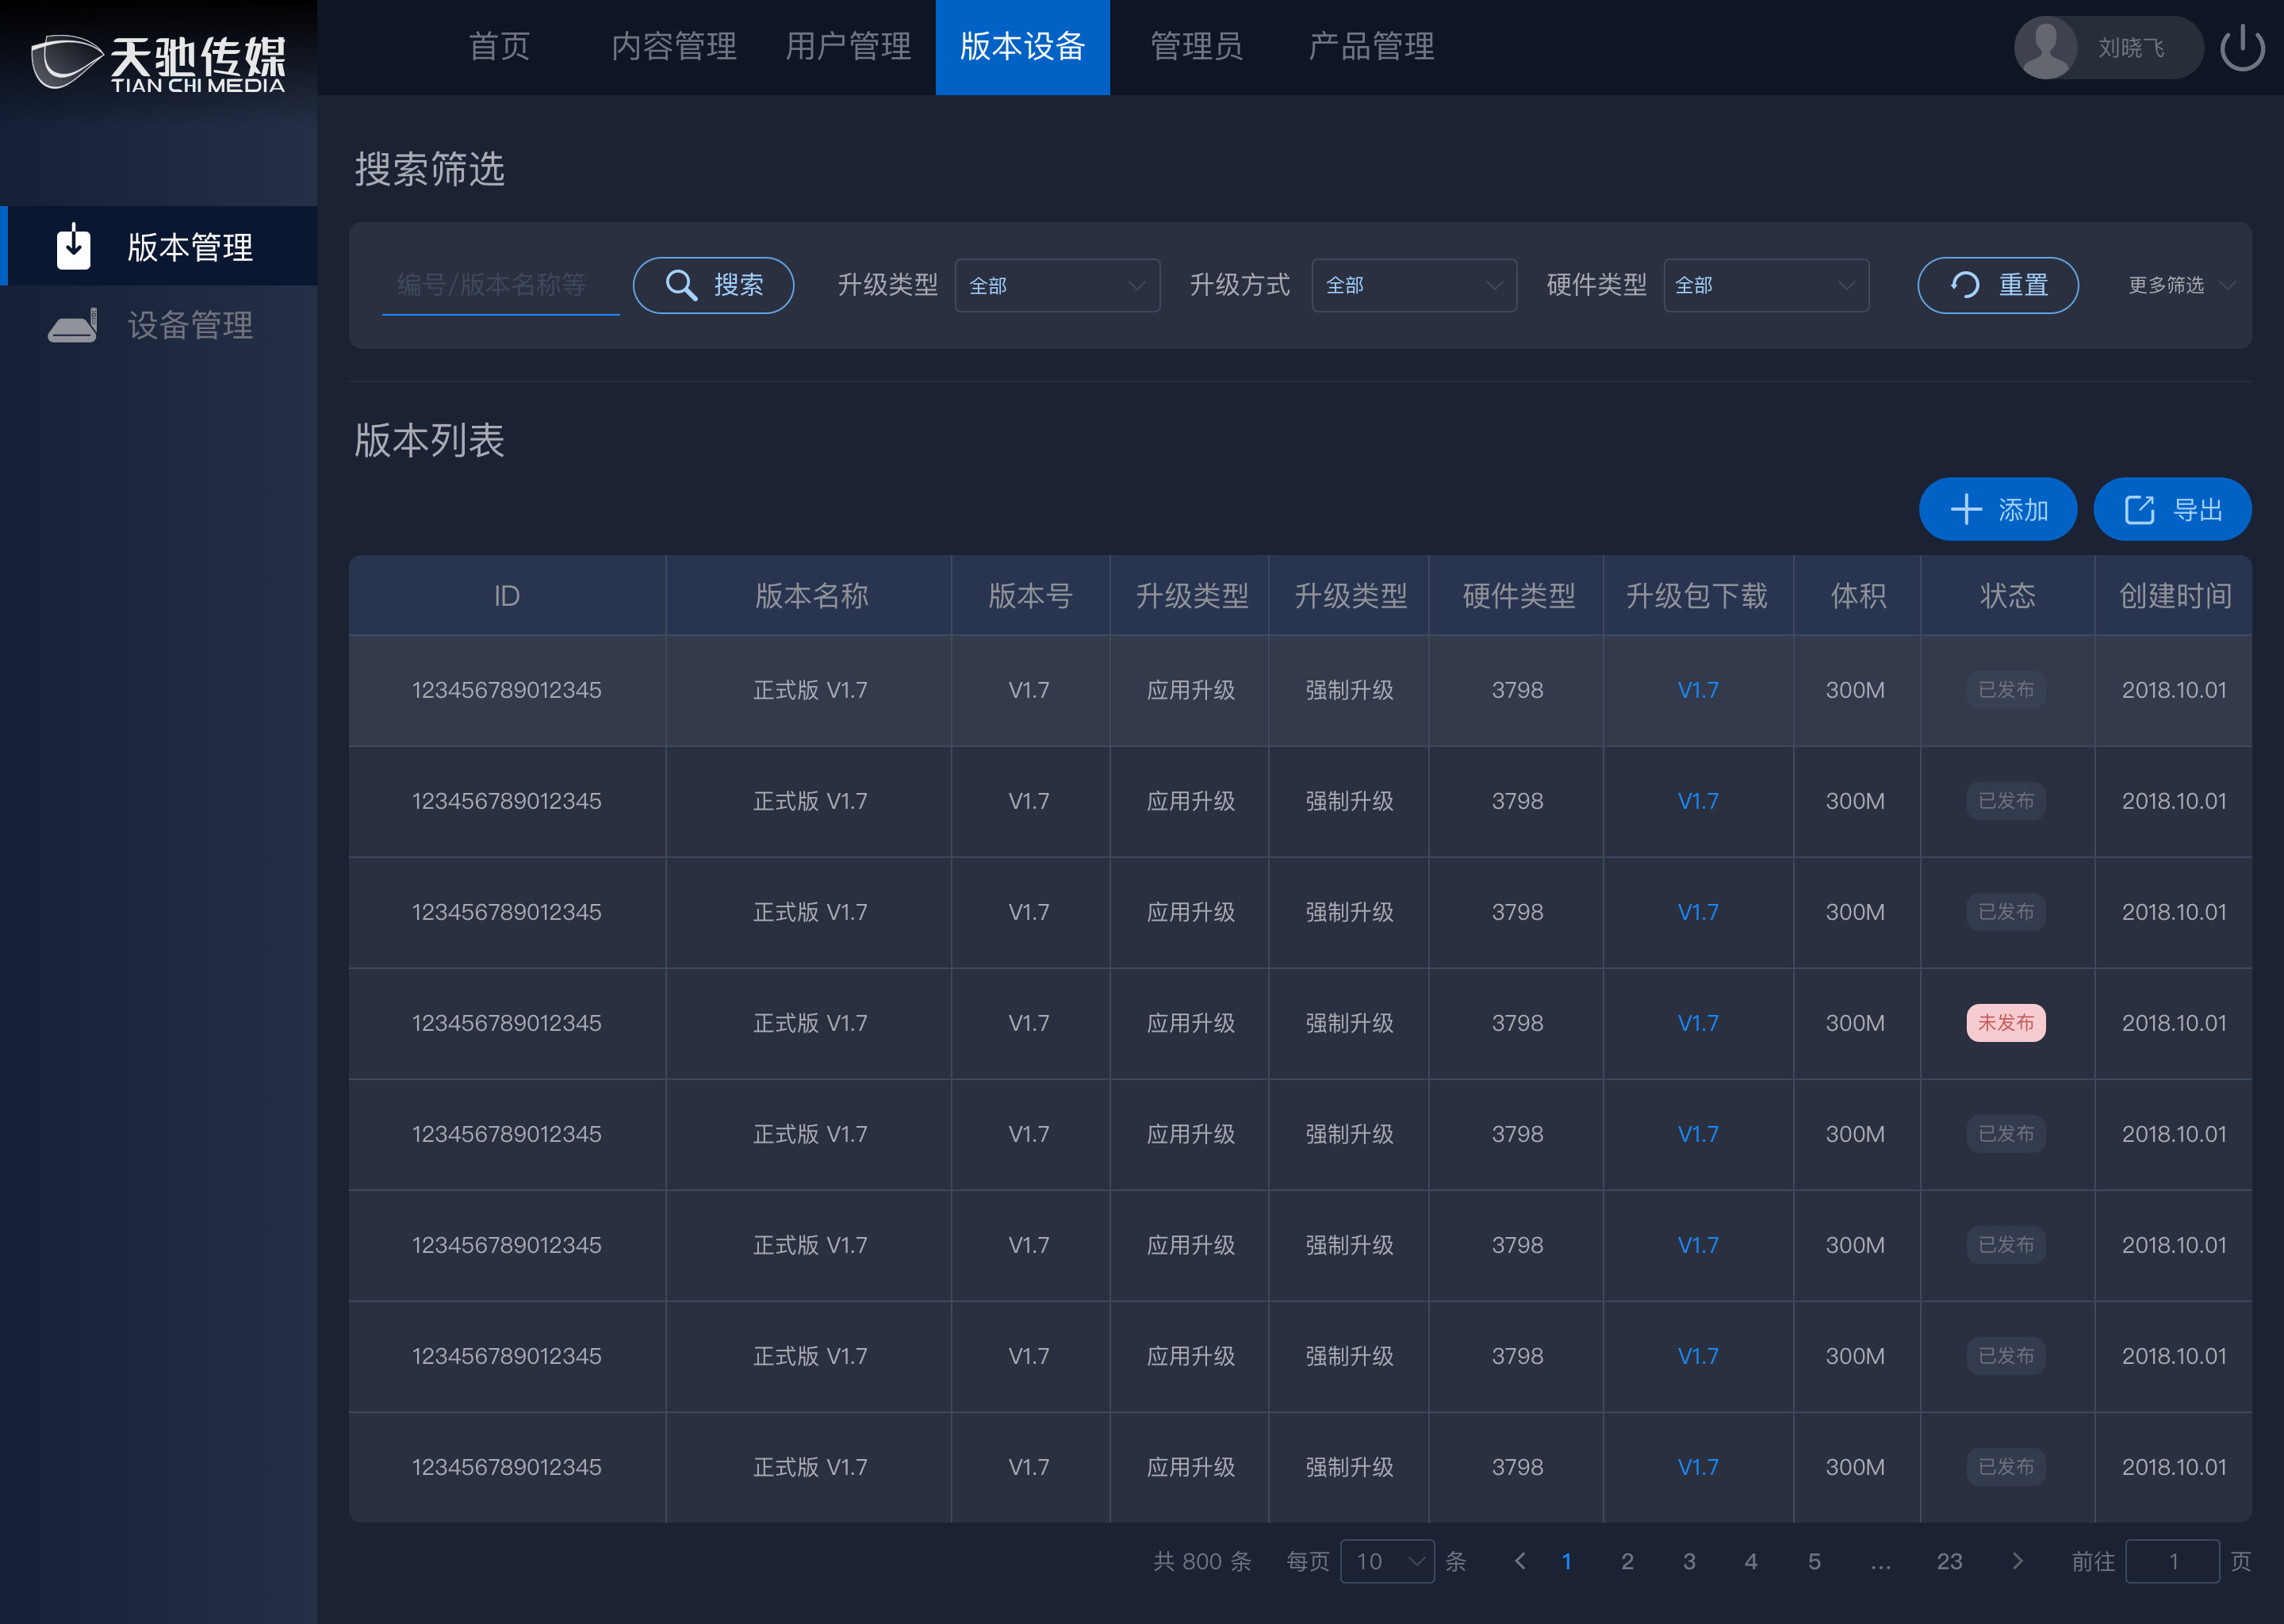 天驰传媒
TIAN CHI MEDIA
首页 内容管理 用户管理 版本设备 管理员 产品管理 刘晓飞
版本管理
设备管理
搜索筛选
编号/版本名称等 搜索 升级类型 全部 升级方式 全部 硬件类型 全部 重置 更多筛选
版本列表
添加 导出
ID 版本名称 版本号 升级类型 升级类型 硬件类型 升级包下载 体积 状态 创建时间
123456789012345 正式版 V1.7 V1.7 应用升级 强制升级 3798 V1.7 300M 已发布 2018.10.01
123456789012345 正式版 V1.7 V1.7 应用升级 强制升级 3798 V1.7 300M 已发布 2018.10.01
123456789012345 正式版 V1.7 V1.7 应用升级 强制升级 3798 V1.7 300M 已发布 2018.10.01
123456789012345 正式版 V1.7 V1.7 应用升级 强制升级 3798 V1.7 300M 未发布 2018.10.01
123456789012345 正式版 V1.7 V1.7 应用升级 强制升级 3798 V1.7 300M 已发布 2018.10.01
123456789012345 正式版 V1.7 V1.7 应用升级 强制升级 3798 V1.7 300M 已发布 2018.10.01
123456789012345 正式版 V1.7 V1.7 应用升级 强制升级 3798 V1.7 300M 已发布 2018.10.01
123456789012345 正式版 V1.7 V1.7 应用升级 强制升级 3798 V1.7 300M 已发布 2018.10.01
共 800 条 每页 10 条 1 2 3 4 5 ... 23 前往 1 页